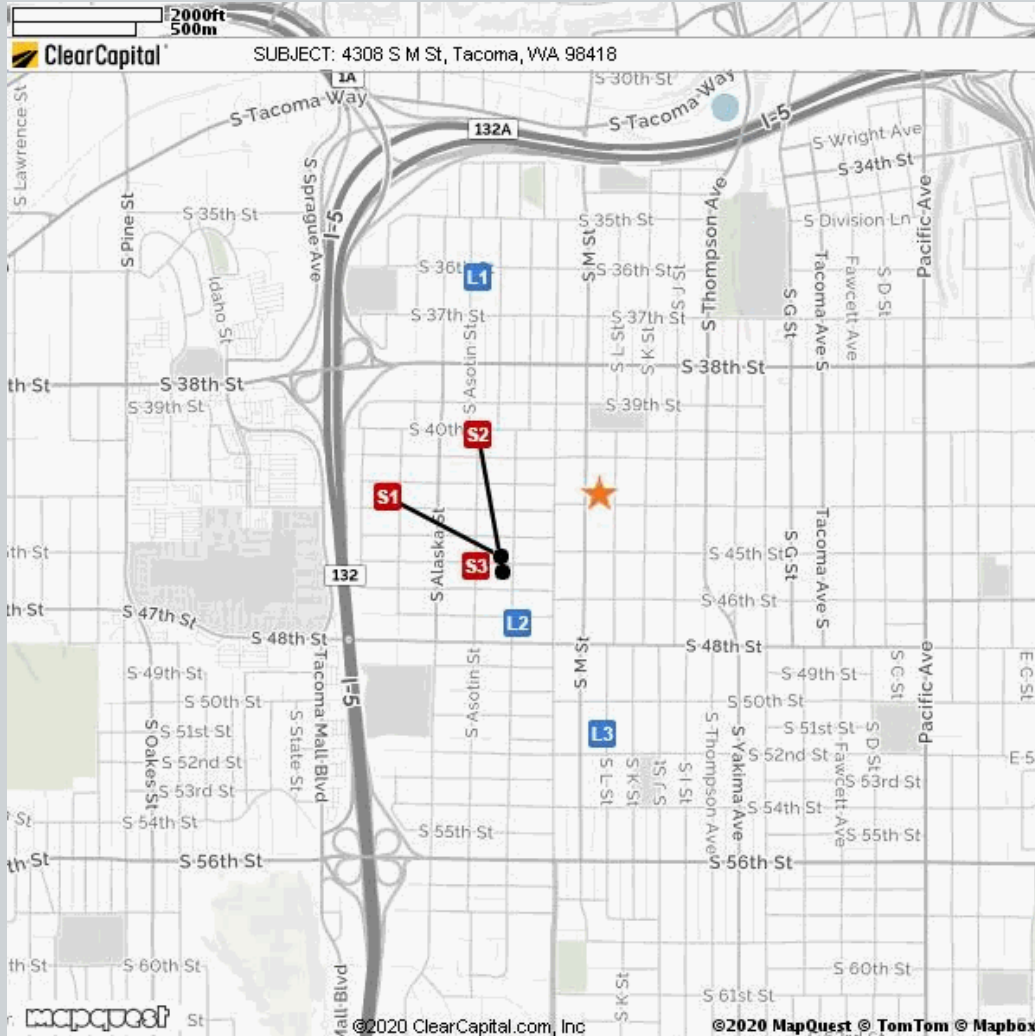 2000ft
500m
ClearCapital
SUBJECT: 4308 S M St, Tacoma, WA 98418
1A
S 30th St
S Tacoma Way
S Tacoma Way
I-5
132A
S Lawrence St
S Wright Ave
S 34th St
S Pine St
S Sprague Ave
S 35th St
I-5
S 35th St
S Division Ln
S Thompson Ave
Pacific Ave
S M St
Idaho St
S 36th St
L1
S 36th St
S J St
Tacoma Ave S
Fawcett Ave
S D St
S 37th St
S 37th St
S G St
S Asotin St
S L St
S K St
th St
S 38th St
S 38th St
S 39th St
S 39th St
S 40th
S2
S1
S Alaska St
S G St
Tacoma Ave S
th St
S3
S 45th St
132
S 47th St
th St
S 46th St
L2
S 48th St
S 48th St
S M St
Pacific Ave
S Asotin St
S 49th St
S 49th St
S C St
E C St
Tacoma Mall Blvd
I-5
S 50th St
S 50th St
S Oakes St
S State St
S 51st St
L3
S 51st St
S D St
S Thompson Ave
S Yakima Ave
Fawcett Ave
S 52nd St
S 52nd St
E-5
S L St
S K St
S J St
S I St
S 53rd St
S 53rd St
S 54th St
S 54th St
St
S 55th St
S 55th St
th St
S 56th St
S 56th St
th St
S 60th St
S 60th St
Mall Blvd
S K St
S 61st St
mapquest
St
©2020 ClearCapital.com, Inc
©2020 MapQuest © TomTom © Mapb